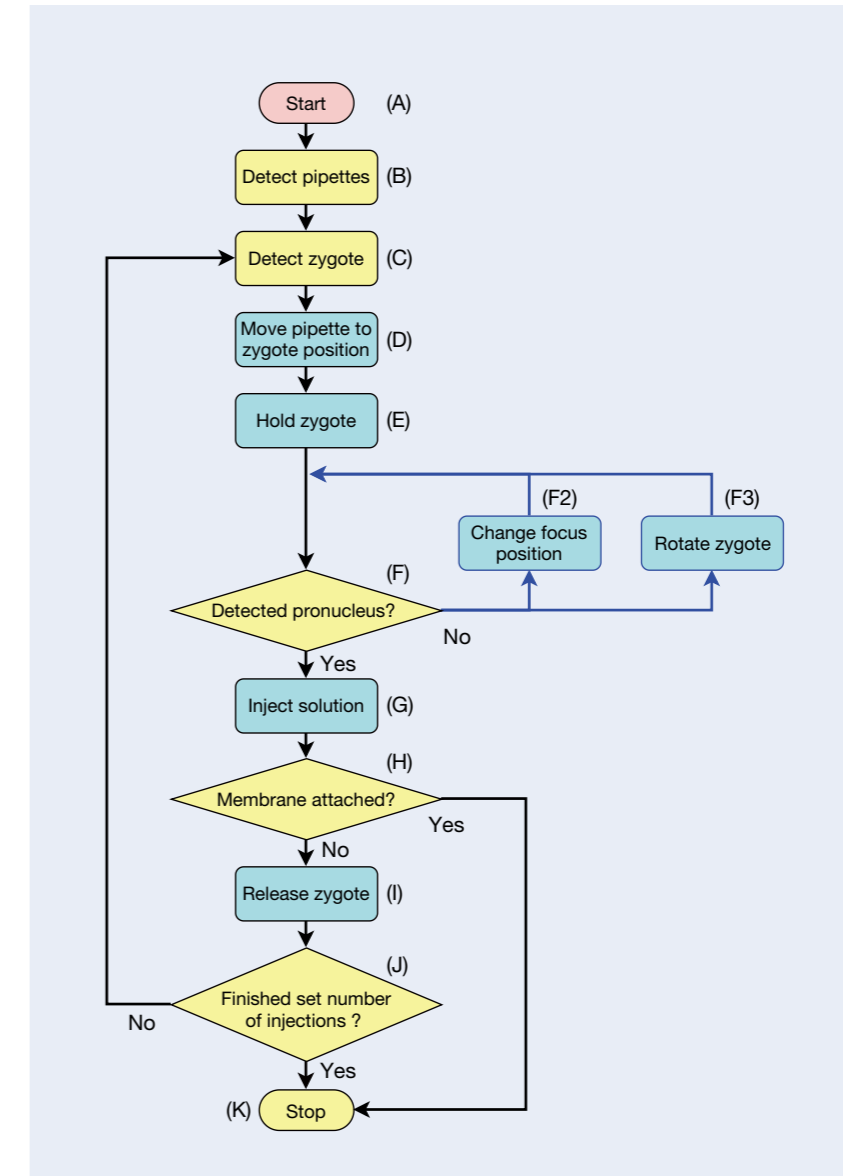 Start
(A)
Detect pipettes
(B)
Detect zygote
(C)
Move pipette to
zygote position
(D)
Hold zygote
(E)
(F2)
(F3)
Change focus
position
Rotate zygote
(F)
Detected pronucleus?
No
Yes
Inject solution
(G)
(H)
Membrane attached?
Yes
No
Release zygote
(I)
(J)
Finished set number
of injections ?
No
Yes
(K)
Stop